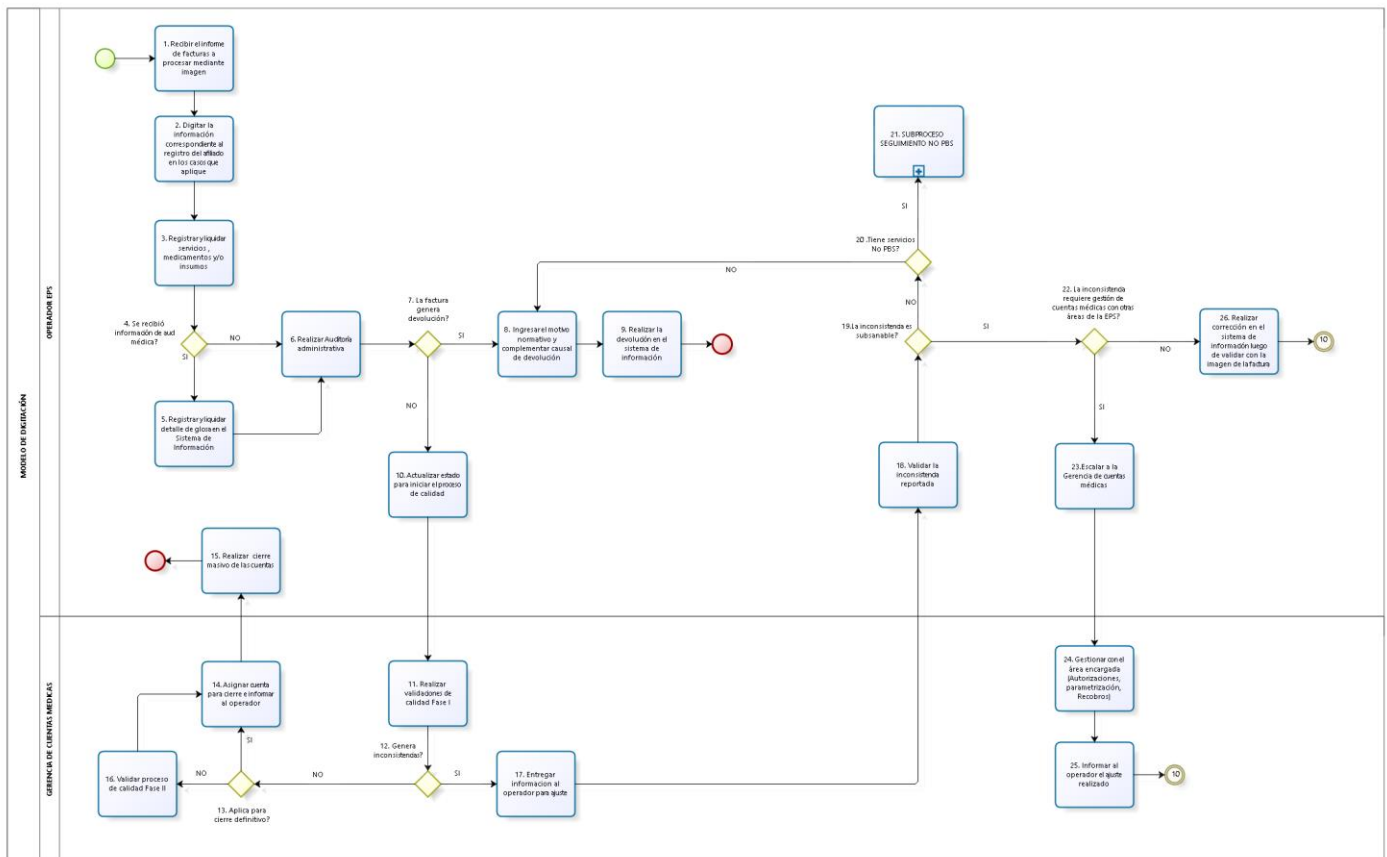 MODELO DE DIGITACIÓN
OPERADOR EPS
GERENCIA DE CUENTAS MEDICAS
1. Recibir el informe
de facturas a
procesar mediante
imagen
2. Digitar la
información
correspondiente al
registro del afiliado
en los casos que
aplique
3. Registrar y liquidar
servicios ,
medicamentos y/o
insumos
4. Se recibió
información de aud
médica?
NO
SI
5. Registrar y liquidar
detalle de glosa en el
Sistema de
Información
6. Realizar Auditoría
administrativa
7. La factura
genera
devolución?
SI
NO
8. Ingresar el motivo
normativo y
complementar causal
de devolución
9. Realizar la
devolución en el
sistema de
información
10. Actualizar estado
para iniciar el proceso
de calidad
11. Realizar
validaciones de
calidad Fase I
12. Genera
inconsistencias?
NO
SI
13. Aplica para
cierre definitivo?
SI
NO
14. Asignar cuenta
para cierre e informar
al operador
15. Realizar cierre
masivo de las cuentas
16. Validar proceso
de calidad Fase II
17. Entregar
informacion al
operador para ajuste
18. Validar la
inconsistencia
reportada
19.La inconsistencia es
subsanable?
NO
SI
20 .Tiene servicios
No PBS?
NO
SI
21. SUBPROCESO
SEGUIMIENTO NO PBS
22. La inconsistencia
requiere gestión de
cuentas médicas con otras
áreas de la EPS?
NO
SI
23.Escalar a la
Gerencia de cuentas
médicas
24. Gestionar con el
área encargada
(Autorizaciones,
parametrización,
Recobros)
25. Informar al
operador el ajuste
realizado
10
26. Realizar
corrección en el
sistema de
información luego
de validar con la
imagen de la factura
10